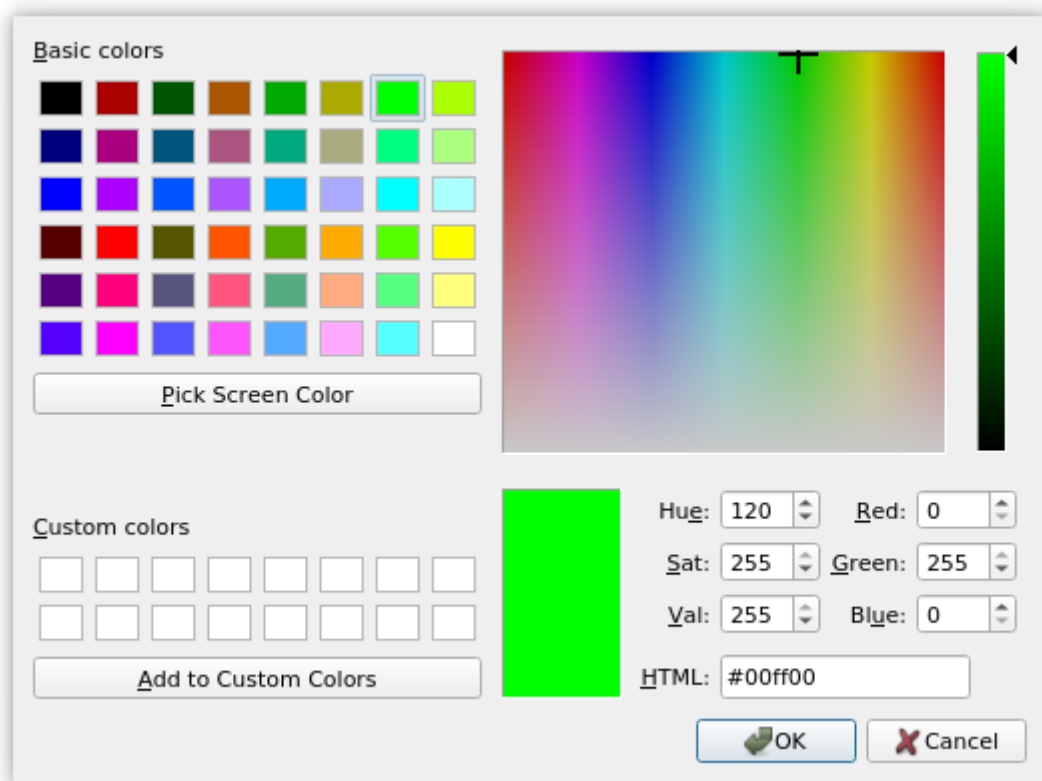 Basic colors
Pick Screen Color
Custom colors
Add to Custom Colors
Hue: 120 Red: 0
Sat: 255 Green: 255
Val: 255 Blue: 0
HTML: #00ff00
OK Cancel